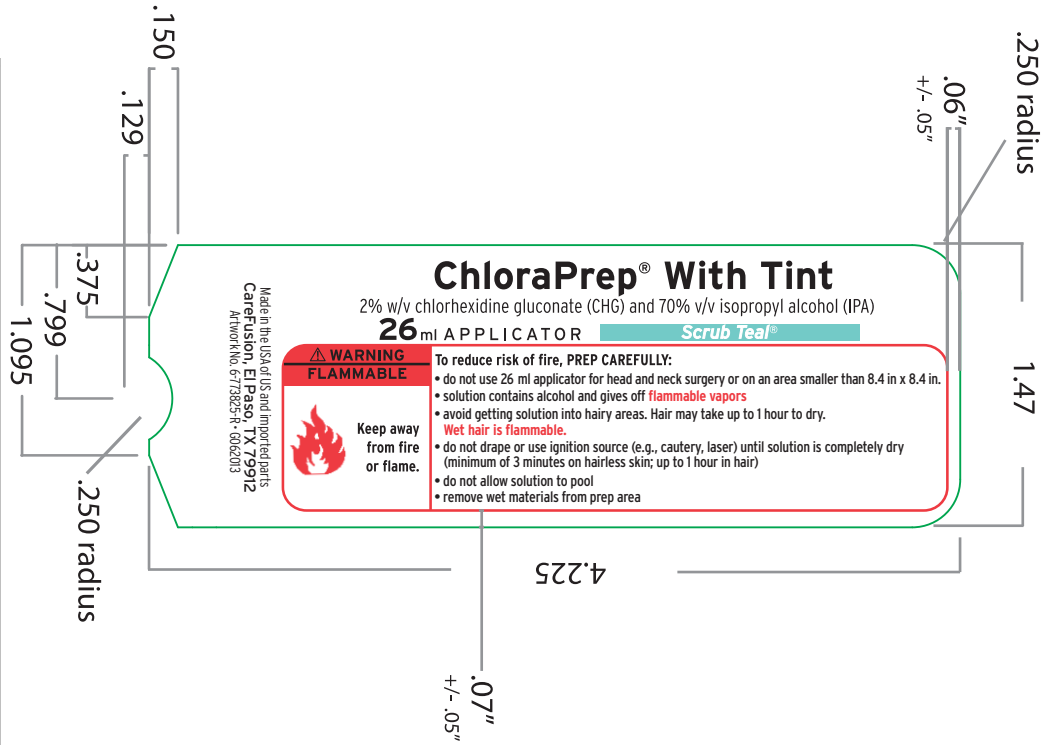 .150
.129
.375
.799
1.095
.250 radius
.06"
+/- .05"
.250 radius
1.47
4.225
.07"
+/- .05"
ChloraPrep® With Tint
2% w/v chlorhexidine gluconate (CHG) and 70% v/v isopropyl alcohol (IPA)
26 ml APPLICATOR Scrub Teal®
⚠ WARNING
FLAMMABLE
Keep away
from fire
or flame.
To reduce risk of fire, PREP CAREFULLY:
• do not use 26 ml applicator for head and neck surgery or on an area smaller than 8.4 in x 8.4 in.
• solution contains alcohol and gives off flammable vapors
• avoid getting solution into hairy areas. Hair may take up to 1 hour to dry.
Wet hair is flammable.
• do not drape or use ignition source (e.g., cautery, laser) until solution is completely dry
(minimum of 3 minutes on hairless skin; up to 1 hour in hair)
• do not allow solution to pool
• remove wet materials from prep area
Made in the USA of US and imported parts
CareFusion, El Paso, TX 79912
Artwork No. 6-773825-R • G062013